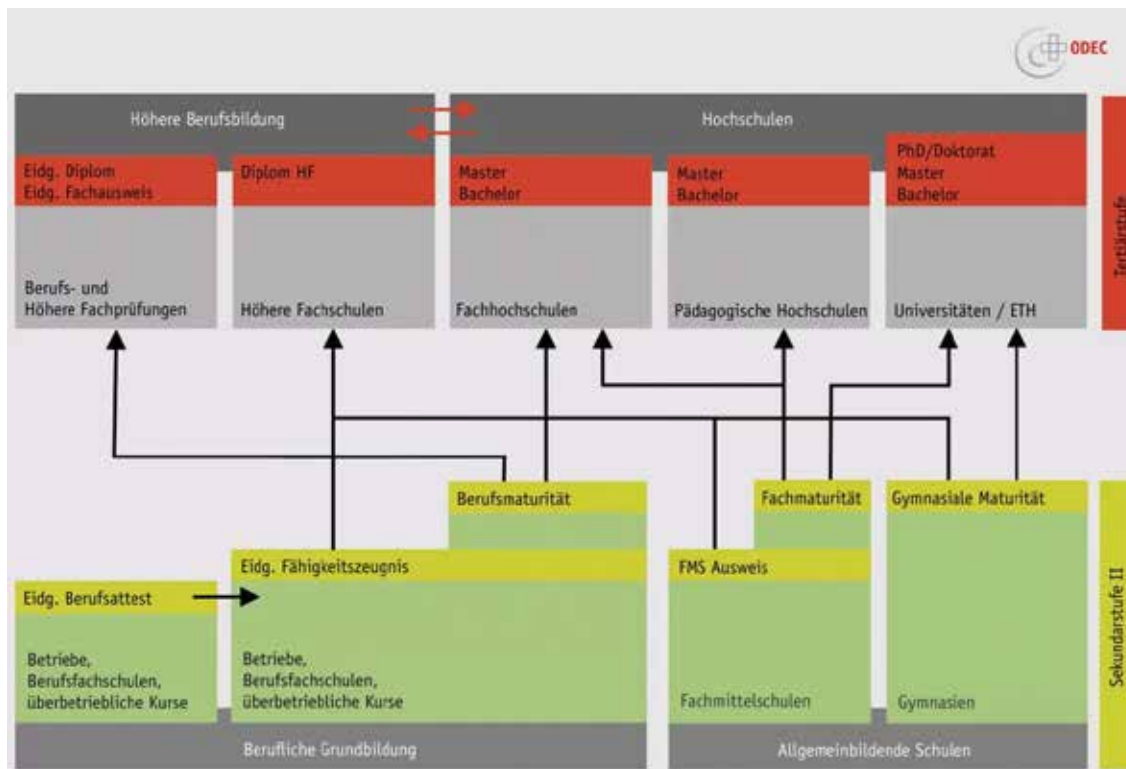 ODEC
Höhere Berufsbildung
Hochschulen
Eidg. Diplom
Eidg. Fachausweis
Diplom HF
Master
Bachelor
Master
Bachelor
PhD/Doktorat
Master
Bachelor
Berufs- und
Höhere Fachprüfungen
Höhere Fachschulen
Fachhochschulen
Pädagogische Hochschulen
Universitäten / ETH
Tertiärstufe
Berufsmaturität
Fachmaturität
Gymnasiale Maturität
Eidg. Fähigkeitszeugnis
FMS Ausweis
Eidg. Berufsattest
Betriebe,
Berufsfachschulen,
überbetriebliche Kurse
Betriebe,
Berufsfachschulen,
überbetriebliche Kurse
Fachmittelschulen
Gymnasien
Sekundarstufe II
Berufliche Grundbildung
Allgemeinbildende Schulen